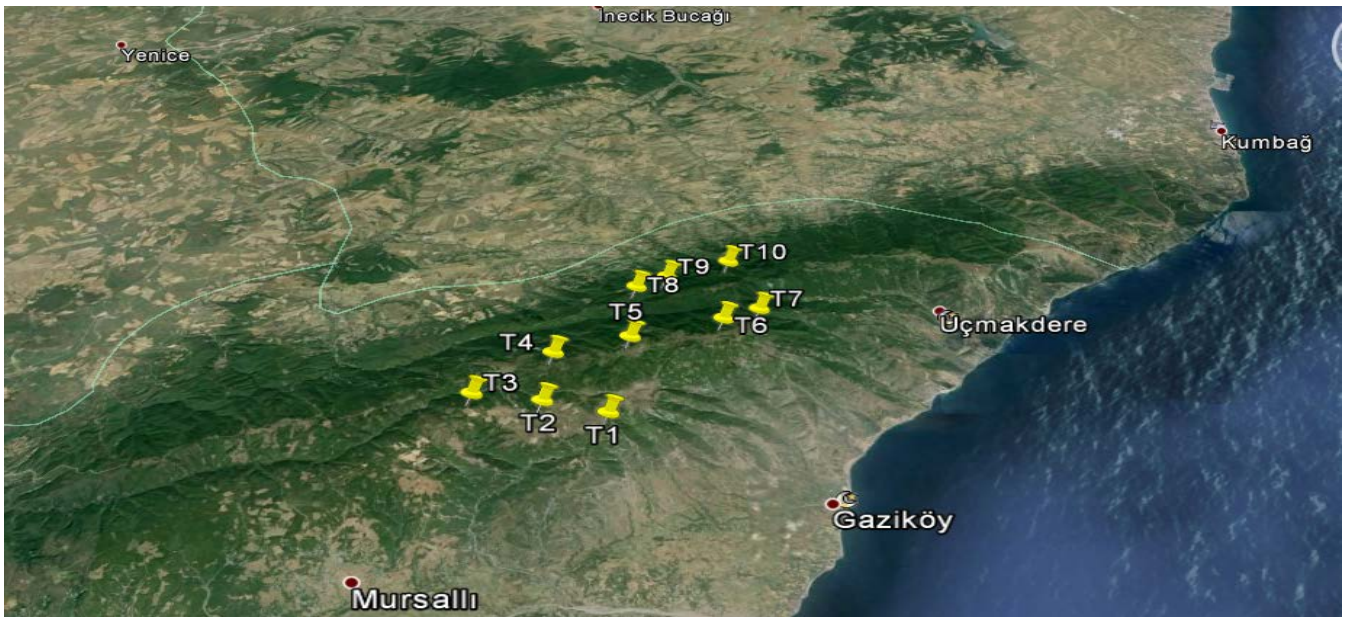 İnecik Bucağı
Yenice
Kumbağ
T10
T9
T8
T7
T5
T6
Üçmakdere
T4
T3
T2
T1
Gaziköy
Mursallı